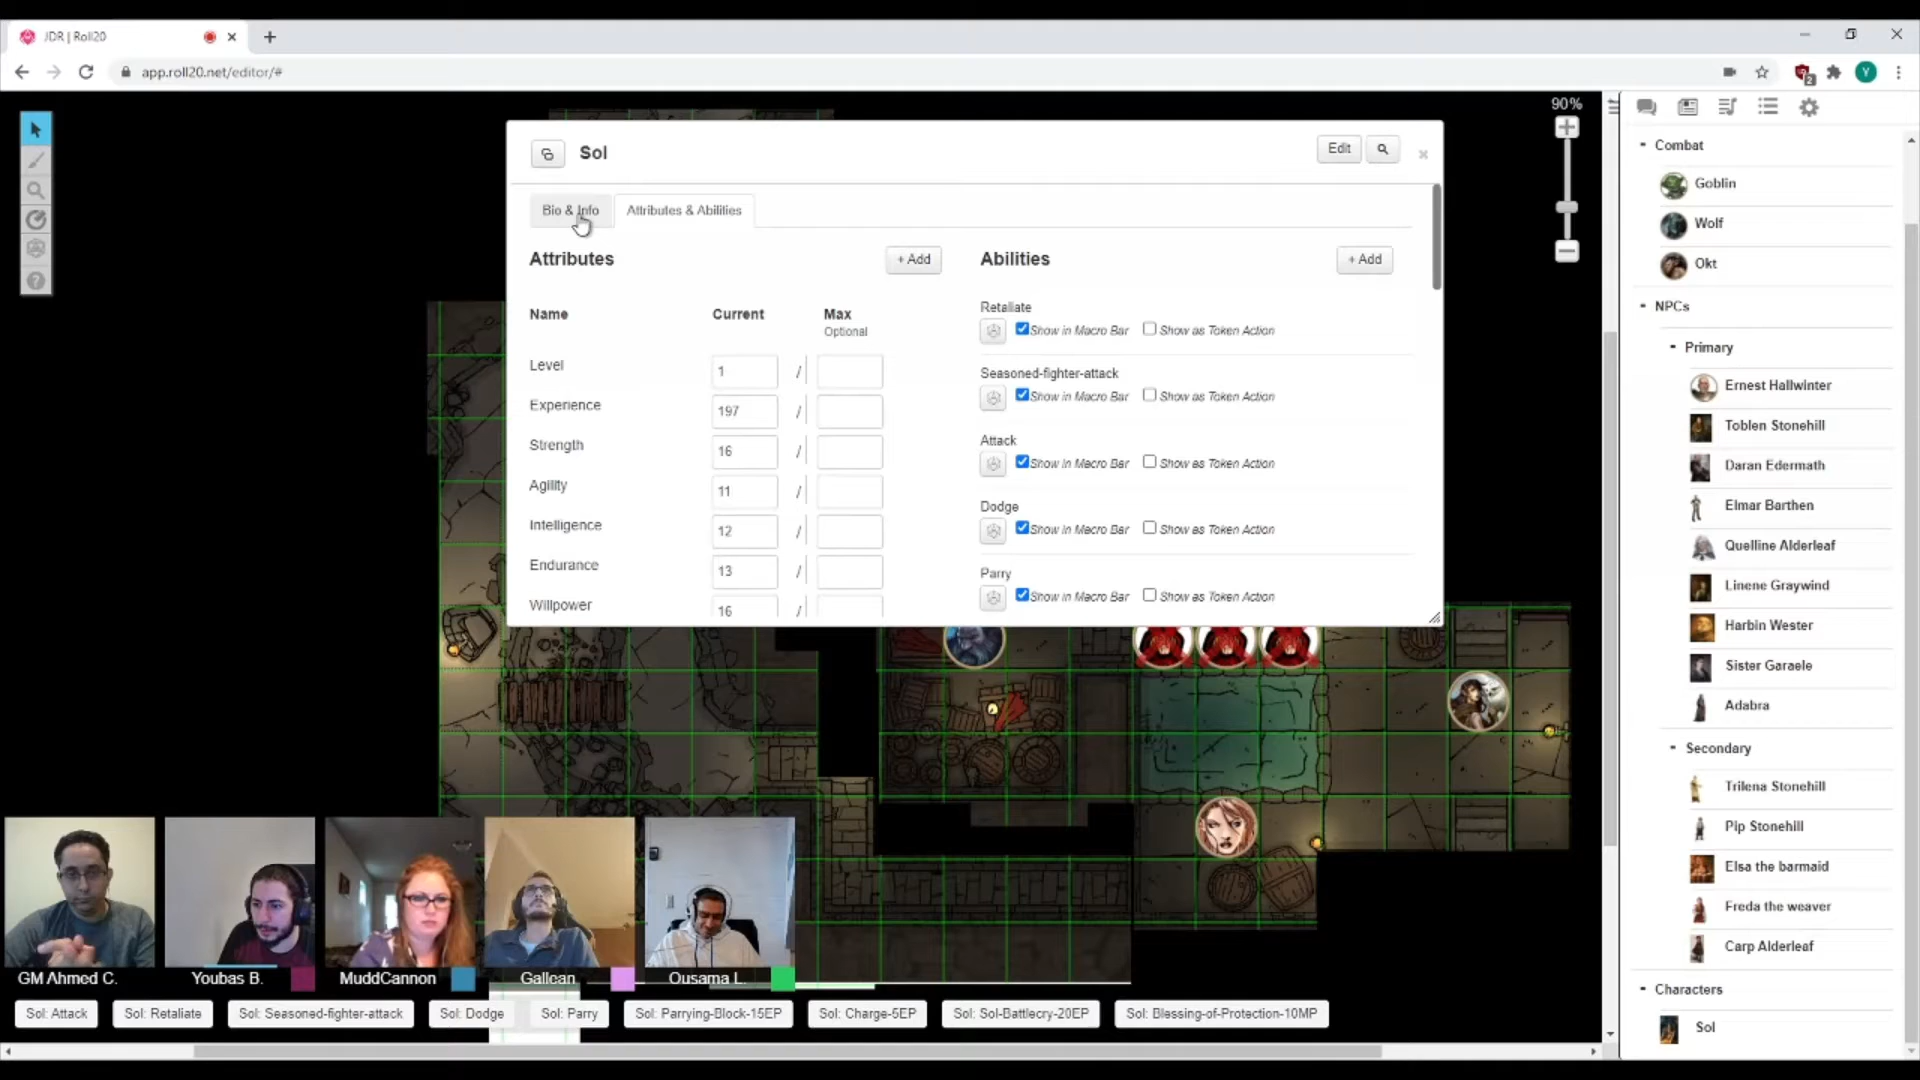 JDR | Roll20
app.roll20.net/editor/#
2
Y
90%
Sol
Edit
Bio & Info
Attributes & Abilities
Attributes
+ Add
Abilities
+ Add
Name
Current
Max
Optional
Level
1
/
Experience
197
/
Strength
16
/
Agility
11
/
Intelligence
12
/
Endurance
13
/
Willpower
16
/
Retaliate
Show in Macro Bar
Show as Token Action
Seasoned-fighter-attack
Show in Macro Bar
Show as Token Action
Attack
Show in Macro Bar
Show as Token Action
Dodge
Show in Macro Bar
Show as Token Action
Parry
Show in Macro Bar
Show as Token Action
Combat
Goblin
Wolf
Okt
NPCs
Primary
Ernest Hallwinter
Toblen Stonehill
Daran Edermath
Elmar Barthen
Quelline Alderleaf
Linene Graywind
Harbin Wester
Sister Garaele
Adabra
Secondary
Trilena Stonehill
Pip Stonehill
Elsa the barmaid
Freda the weaver
Carp Alderleaf
Characters
Sol
GM Ahmed C.
Youbas B.
MuddCannon
Gallean
Ousama L.
Sol: Attack
Sol: Retaliate
Sol: Seasoned-fighter-attack
Sol: Dodge
Sol: Parry
Sol: Parrying-Block-15EP
Sol: Charge-5EP
Sol: Sol-Battlecry-20EP
Sol: Blessing-of-Protection-10MP